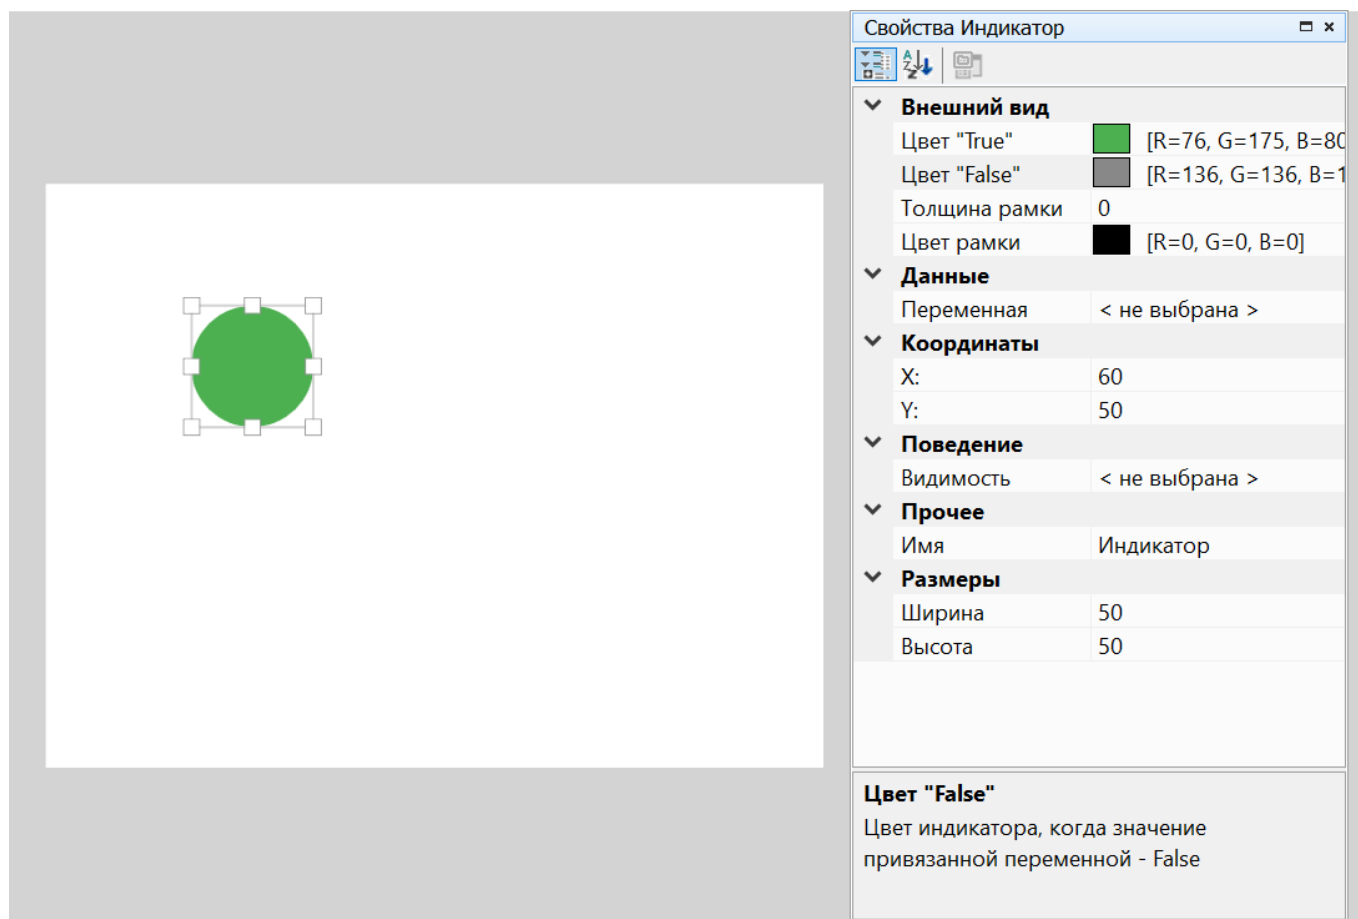 Свойства Индикатор
Внешний вид
Цвет "True" [R=76, G=175, B=80
Цвет "False" [R=136, G=136, B=1
Толщина рамки 0
Цвет рамки [R=0, G=0, B=0]
Данные
Переменная < не выбрана >
Координаты
X: 60
Y: 50
Поведение
Видимость < не выбрана >
Прочее
Имя Индикатор
Размеры
Ширина 50
Высота 50
Цвет "False"
Цвет индикатора, когда значение
привязанной переменной - False